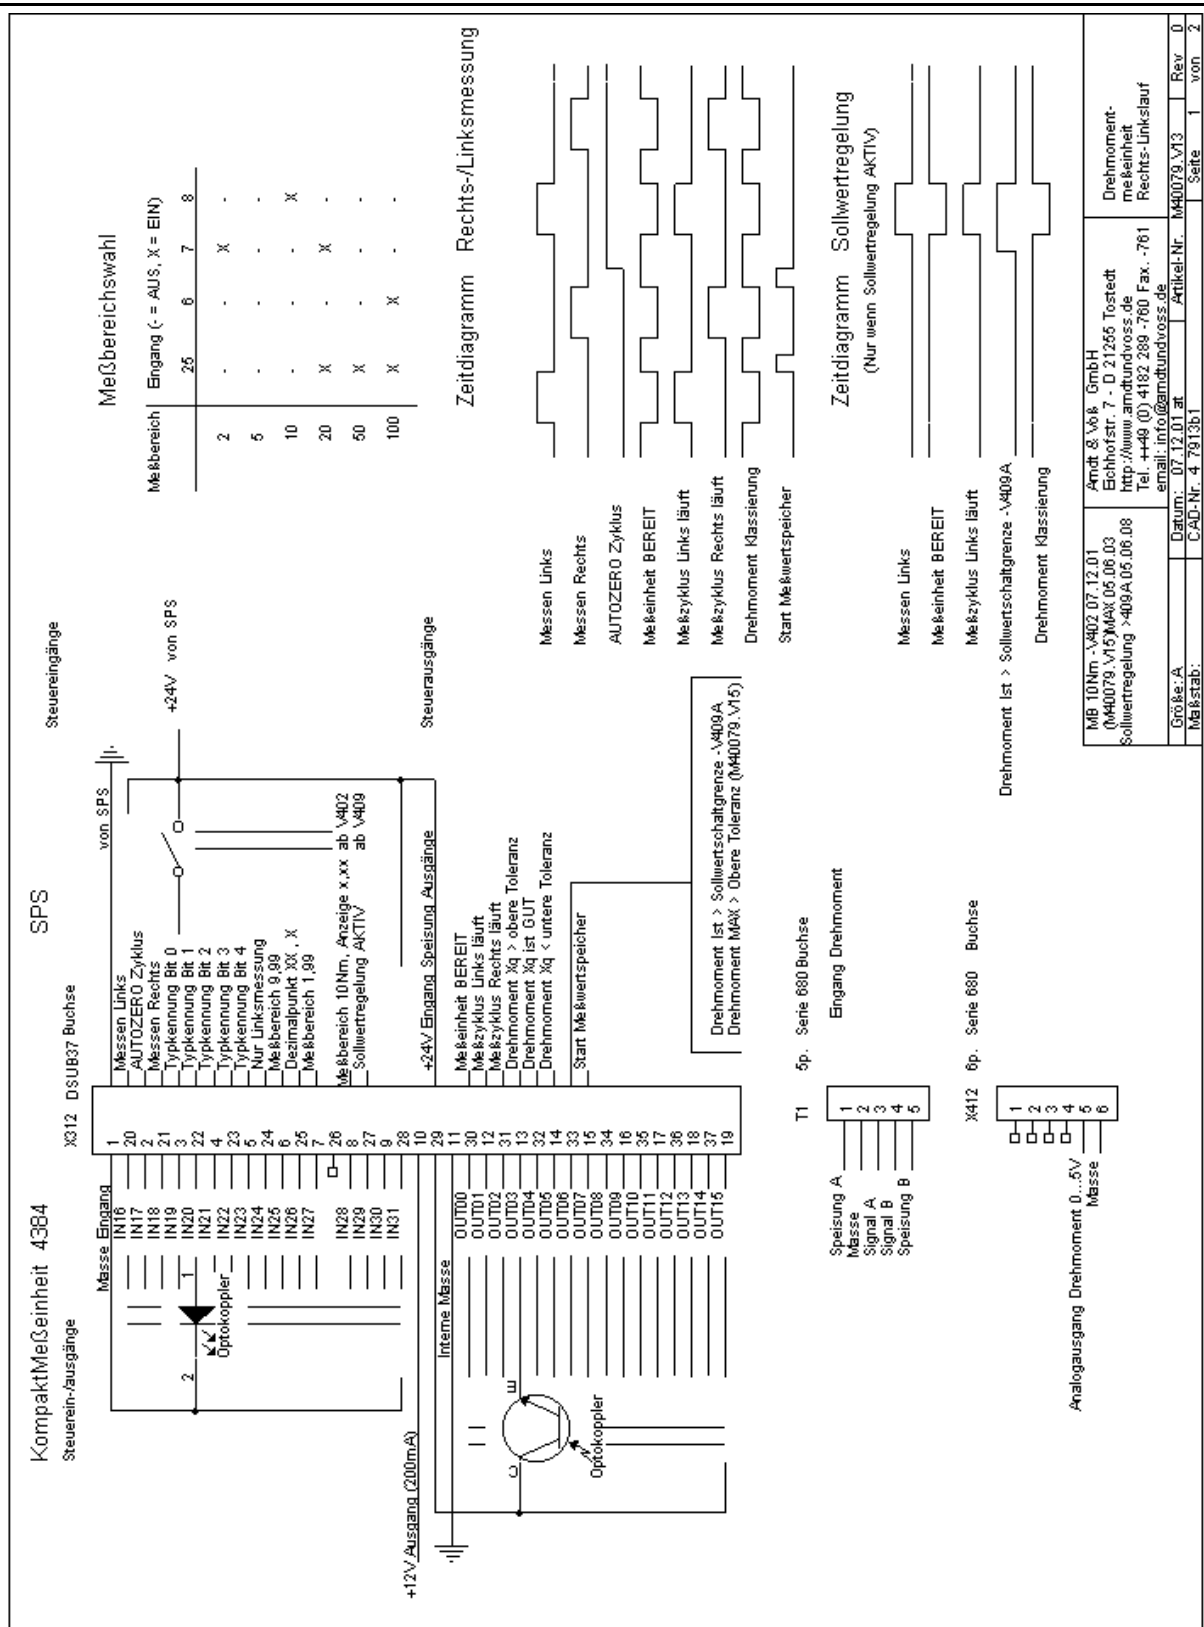 KompaktMeßeinheit 4384
Steuerein-/ausgänge
SPS
X312 DSUB37 Buchse
Steuereingänge
Masse Eingang
IN16
IN17
IN18
IN19
IN20
IN21
IN22
IN23
IN24
IN25
IN26
IN27
IN28
IN29
IN30
IN31
2
1
Optokoppler
1
20
2
21
3
22
4
23
5
24
6
25
7
26
8
27
9
28
10
29
11
30
12
31
13
32
14
33
15
34
16
35
17
36
18
37
19
von SPS
Messen Links
AUTOZERO Zyklus
Messen Rechts
Typkennung Bit 0
Typkennung Bit 1
Typkennung Bit 2
Typkennung Bit 3
Typkennung Bit 4
Nur Linksmessung
Meßbereich 9,99
Dezimalpunkt XX , X
Meßbereich 1,99
Meßbereich 10Nm, Anzeige x,xx ab V402
Sollwertregelung AKTIV ab V409
+24V von SPS
+12V Ausgang (200mA)
+24V Eingang Speisung Ausgänge
Interne Masse
Steuerausgänge
OUT00
OUT01
OUT02
OUT03
OUT04
OUT05
OUT06
OUT07
OUT08
OUT09
OUT10
OUT11
OUT12
OUT13
OUT14
OUT15
C
E
Optokoppler
Meßeinheit BEREIT
Meßzyklus Links läuft
Meßzyklus Rechts läuft
Drehmoment Xq > obere Toleranz
Drehmoment Xq ist GUT
Drehmoment Xq < untere Toleranz
Start Meßwertspeicher
Drehmoment Ist > Sollwertschaltgrenze -V409A
Drehmoment MAX > Obere Toleranz (M40079.V15)
T1 5p. Serie 680 Buchse
Eingang Drehmoment
Speisung A
Masse
Signal A
Signal B
Speisung B
1
2
3
4
5
X412 6p. Serie 680 Buchse
1
2
3
4
5
6
Analogausgang Drehmoment 0...5V
Masse
Meßbereichswahl
Meßbereich Eingang (- = AUS, X = EIN)
25 6 7 8
2 - - X -
5 - - - -
10 - - - X
20 X - X -
50 X - - -
100 X X - -
Zeitdiagramm Rechts-/Linksmessung
Messen Links
Messen Rechts
AUTOZERO Zyklus
Meßeinheit BEREIT
Meßzyklus Links läuft
Meßzyklus Rechts läuft
Drehmoment Klassierung
Start Meßwertspeicher
Zeitdiagramm Sollwertregelung
(Nur wenn Sollwertregelung AKTIV)
Messen Links
Meßeinheit BEREIT
Meßzyklus Links läuft
Drehmoment Ist > Sollwertschaltgrenze -V409A
Drehmoment Klassierung
MB 10Nm -V402 07.12.01
(M40079.V15)MAX 05.06.03
Sollwertregelung >409A 05.06.08
Arndt & Voß GmbH
Eichhofstr. 7 - D 21255 Tostedt
http://www.arndtundvoss.de
Tel. ++49 (0) 4182 289 -760 Fax. -761
email: info@arndtundvoss.de
Drehmoment-
meßeinheit
Rechts-Linkslauf
Größe: A
Datum: 07.12.01 at
Artikel-Nr. M40079.V13
Rev 0
Maßstab:
CAD-Nr. 4 7913b1
Seite 1 von 2